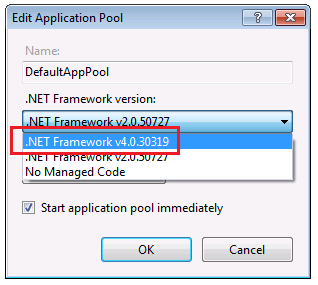 Edit Application Pool
Name:
DefaultAppPool
.NET Framework version:
.NET Framework v2.0.50727
.NET Framework v4.0.30319
.NET Framework v2.0.50727
No Managed Code
Start application pool immediately
OK
Cancel